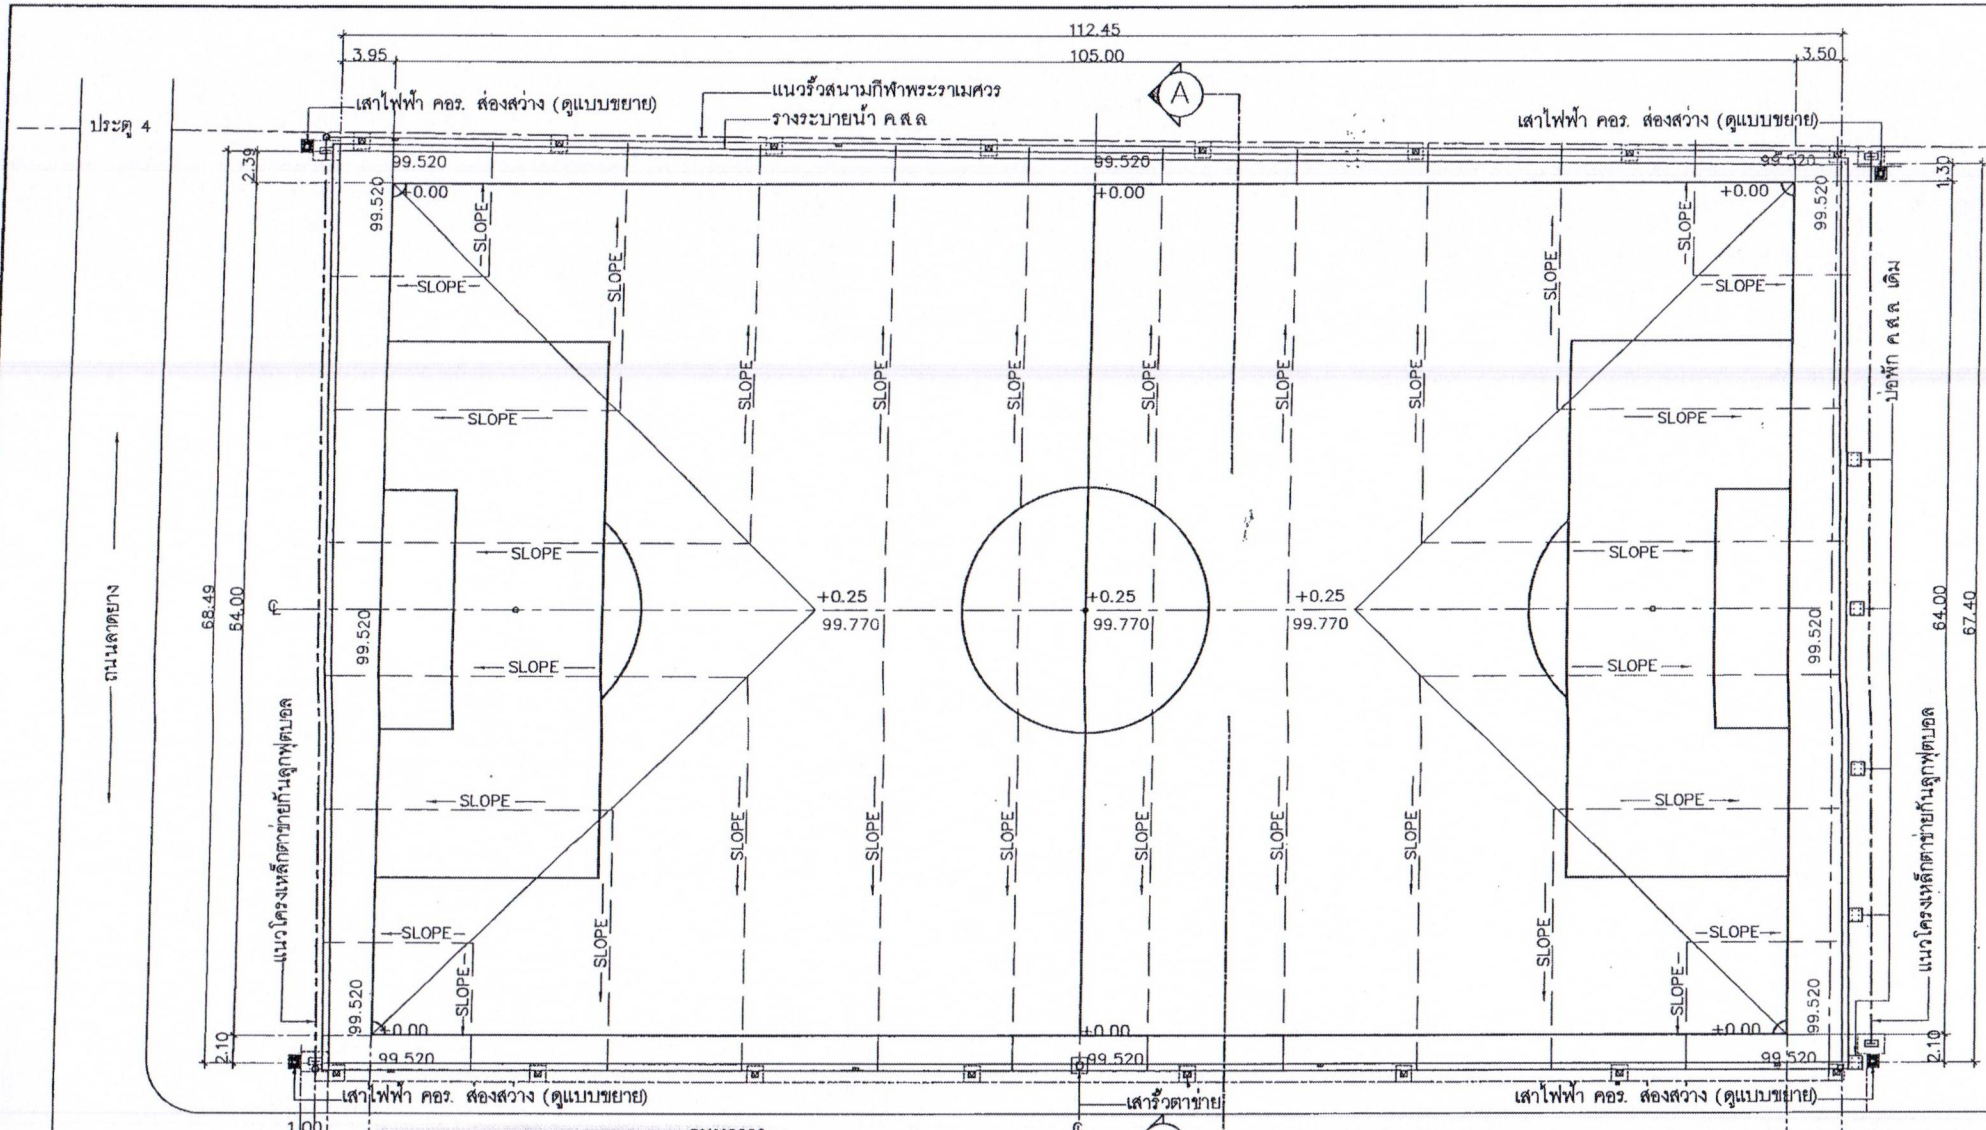 112.45
3.95
105.00
3.50
แนวรั้วสนามกีฬาพระราเมศวร
A
เสาไฟฟ้า คอร. ส่องสว่าง (ดูแบบขยาย)
รางระบายน้ำ ค.ส.ล
เสาไฟฟ้า คอร. ส่องสว่าง (ดูแบบขยาย)
ประตู 4
2.39
99.520
99.520
99.520
1.30
99.520
+0.00
+0.00
+0.00
99.520
SLOPE
SLOPE
SLOPE
SLOPE
SLOPE
SLOPE
บ่อพัก ค.ส.ล. เดิม
SLOPE
SLOPE
SLOPE
SLOPE
SLOPE
SLOPE
SLOPE
SLOPE
SLOPE
SLOPE
ถนนลาดยาง
68.49
64.00
99.520
+0.25
+0.25
+0.25
99.770
99.770
99.770
99.520
64.00
67.40
SLOPE
SLOPE
แนวโครงเหล็กตาข่ายกันลูกฟุตบอล
แนวโครงเหล็กตาข่ายกันลูกฟุตบอล
SLOPE
SLOPE
SLOPE
SLOPE
SLOPE
SLOPE
SLOPE
SLOPE
SLOPE
SLOPE
SLOPE
SLOPE
SLOPE
SLOPE
99.520
99.520
2.10
+0.00
+0.00
+0.00
2.10
99.520
99.520
99.520
เสาไฟฟ้า คอร. ส่องสว่าง (ดูแบบขยาย)
เสารั้วตาข่าย
เสาไฟฟ้า คอร. ส่องสว่าง (ดูแบบขยาย)
1.00